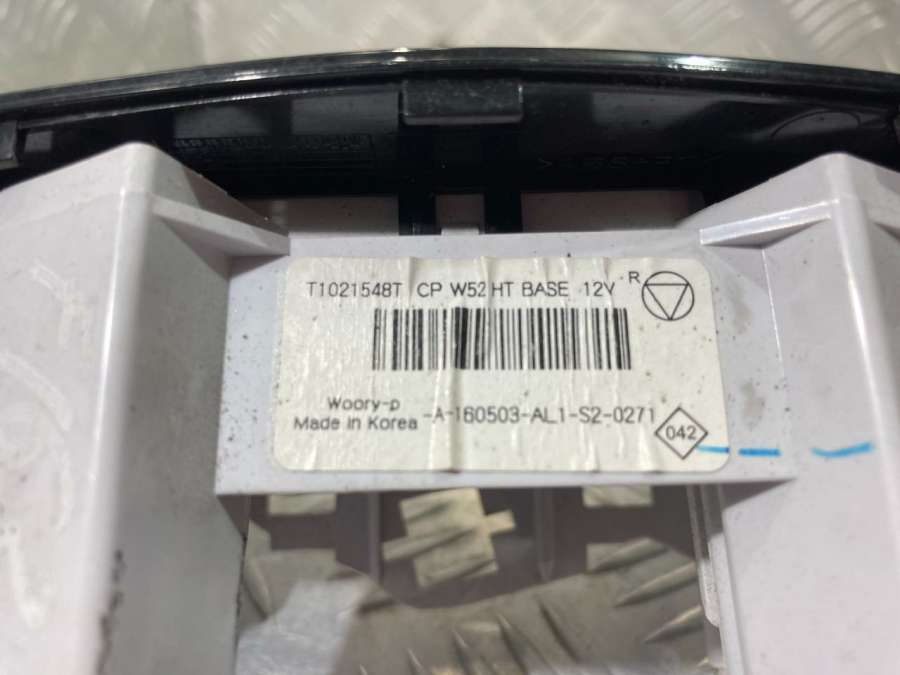 T1021548T CP W52 HT BASE 12V R
Woory-p
Made in Korea -A-160503-AL1-S2-0271
042